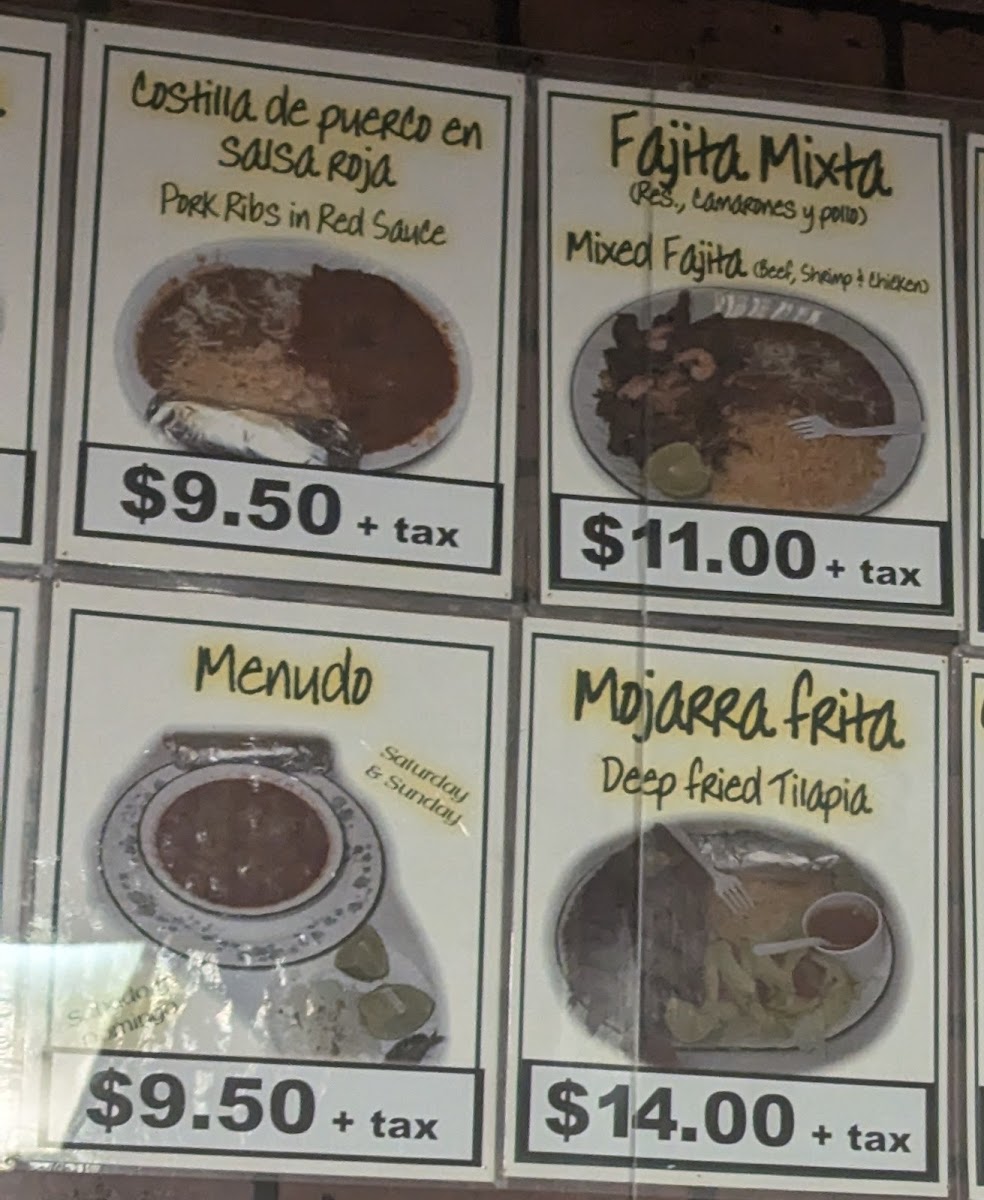 Costilla de puerco en
Salsa Roja
Pork Ribs in Red Sauce
$9.50 + tax
Fajita Mixta
(Res., Camarones y pollo)
Mixed Fajita (Beef, Shrimp & Chicken)
$11.00 + tax
Menudo
Saturday
& Sunday
Domingo
$9.50 + tax
Mojarra frita
Deep fried Tilapia
$14.00 + tax